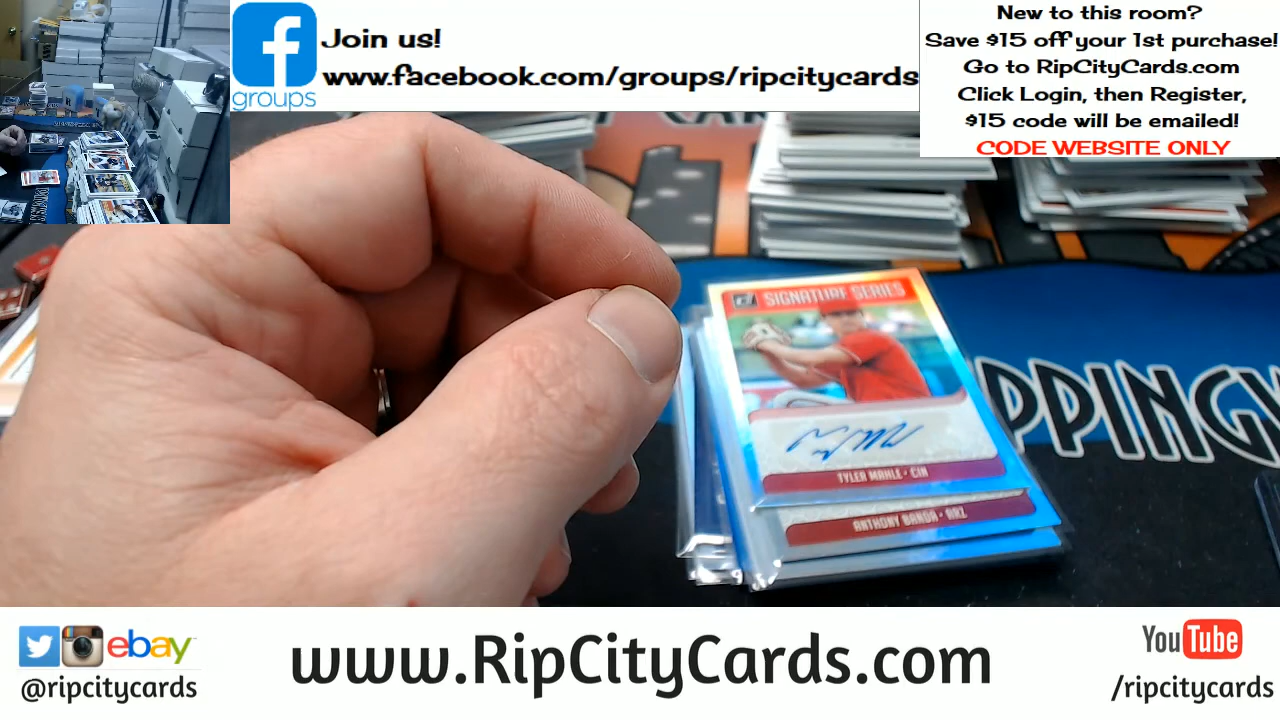 Join us!
www.facebook.com/groups/ripcitycards
groups
New to this room?
Save $15 off your 1st purchase!
Go to RipCityCards.com
Click Login, then Register,
$15 code will be emailed!
CODE WEBSITE ONLY
SIGNATURE SERIES
TYLER MAHLE • CIN
ANTHONY BANDA • ARZ
PPINGW
ebay
@ripcitycards
www.RipCityCards.com
YouTube
/ripcitycards